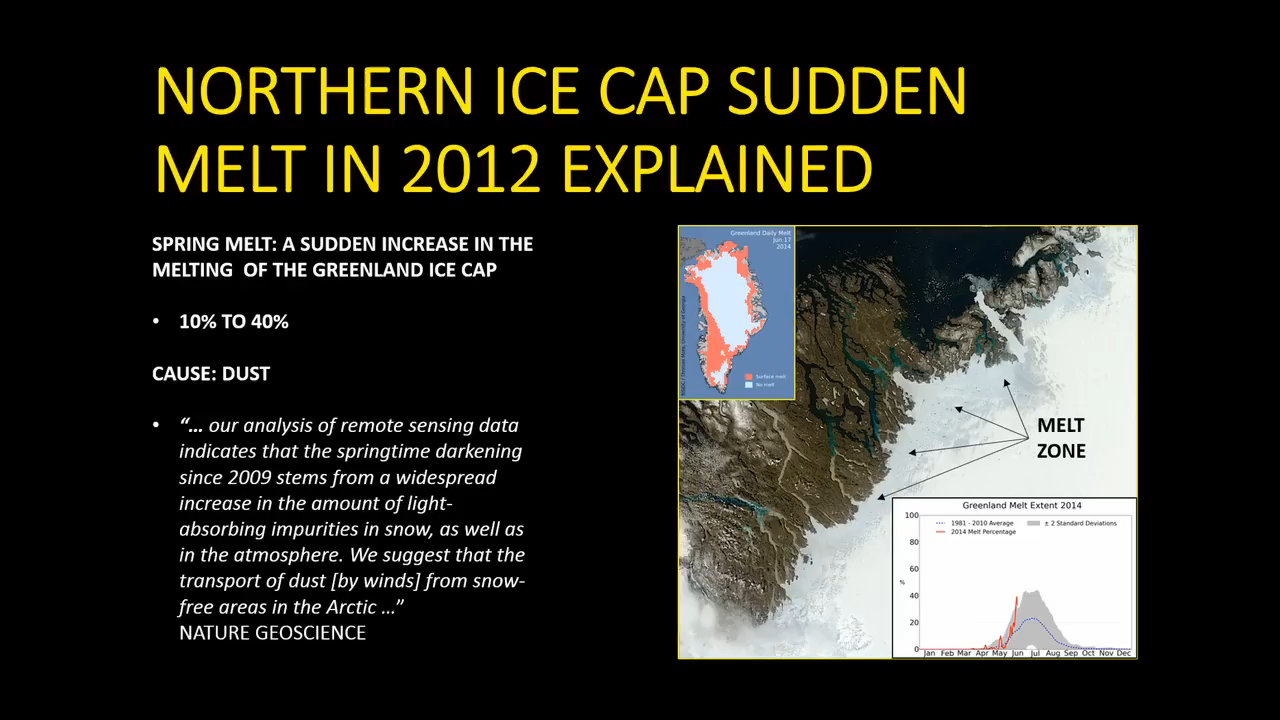 NORTHERN ICE CAP SUDDEN
MELT IN 2012 EXPLAINED
SPRING MELT: A SUDDEN INCREASE IN THE
MELTING OF THE GREENLAND ICE CAP
• 10% TO 40%
CAUSE: DUST
• “... our analysis of remote sensing data
indicates that the springtime darkening
since 2009 stems from a widespread
increase in the amount of light-
absorbing impurities in snow, as well as
in the atmosphere. We suggest that the
transport of dust [by winds] from snow-
free areas in the Arctic ...”
NATURE GEOSCIENCE
Greenland Daily Melt
Jun 17
2014
Surface melt
No melt
MELT
ZONE
Greenland Melt Extent 2014
1981 - 2010 Average
± 2 Standard Deviations
2014 Melt Percentage
100
80
60
%
40
20
0
Jan Feb Mar Apr May Jun Jul Aug Sep Oct Nov Dec